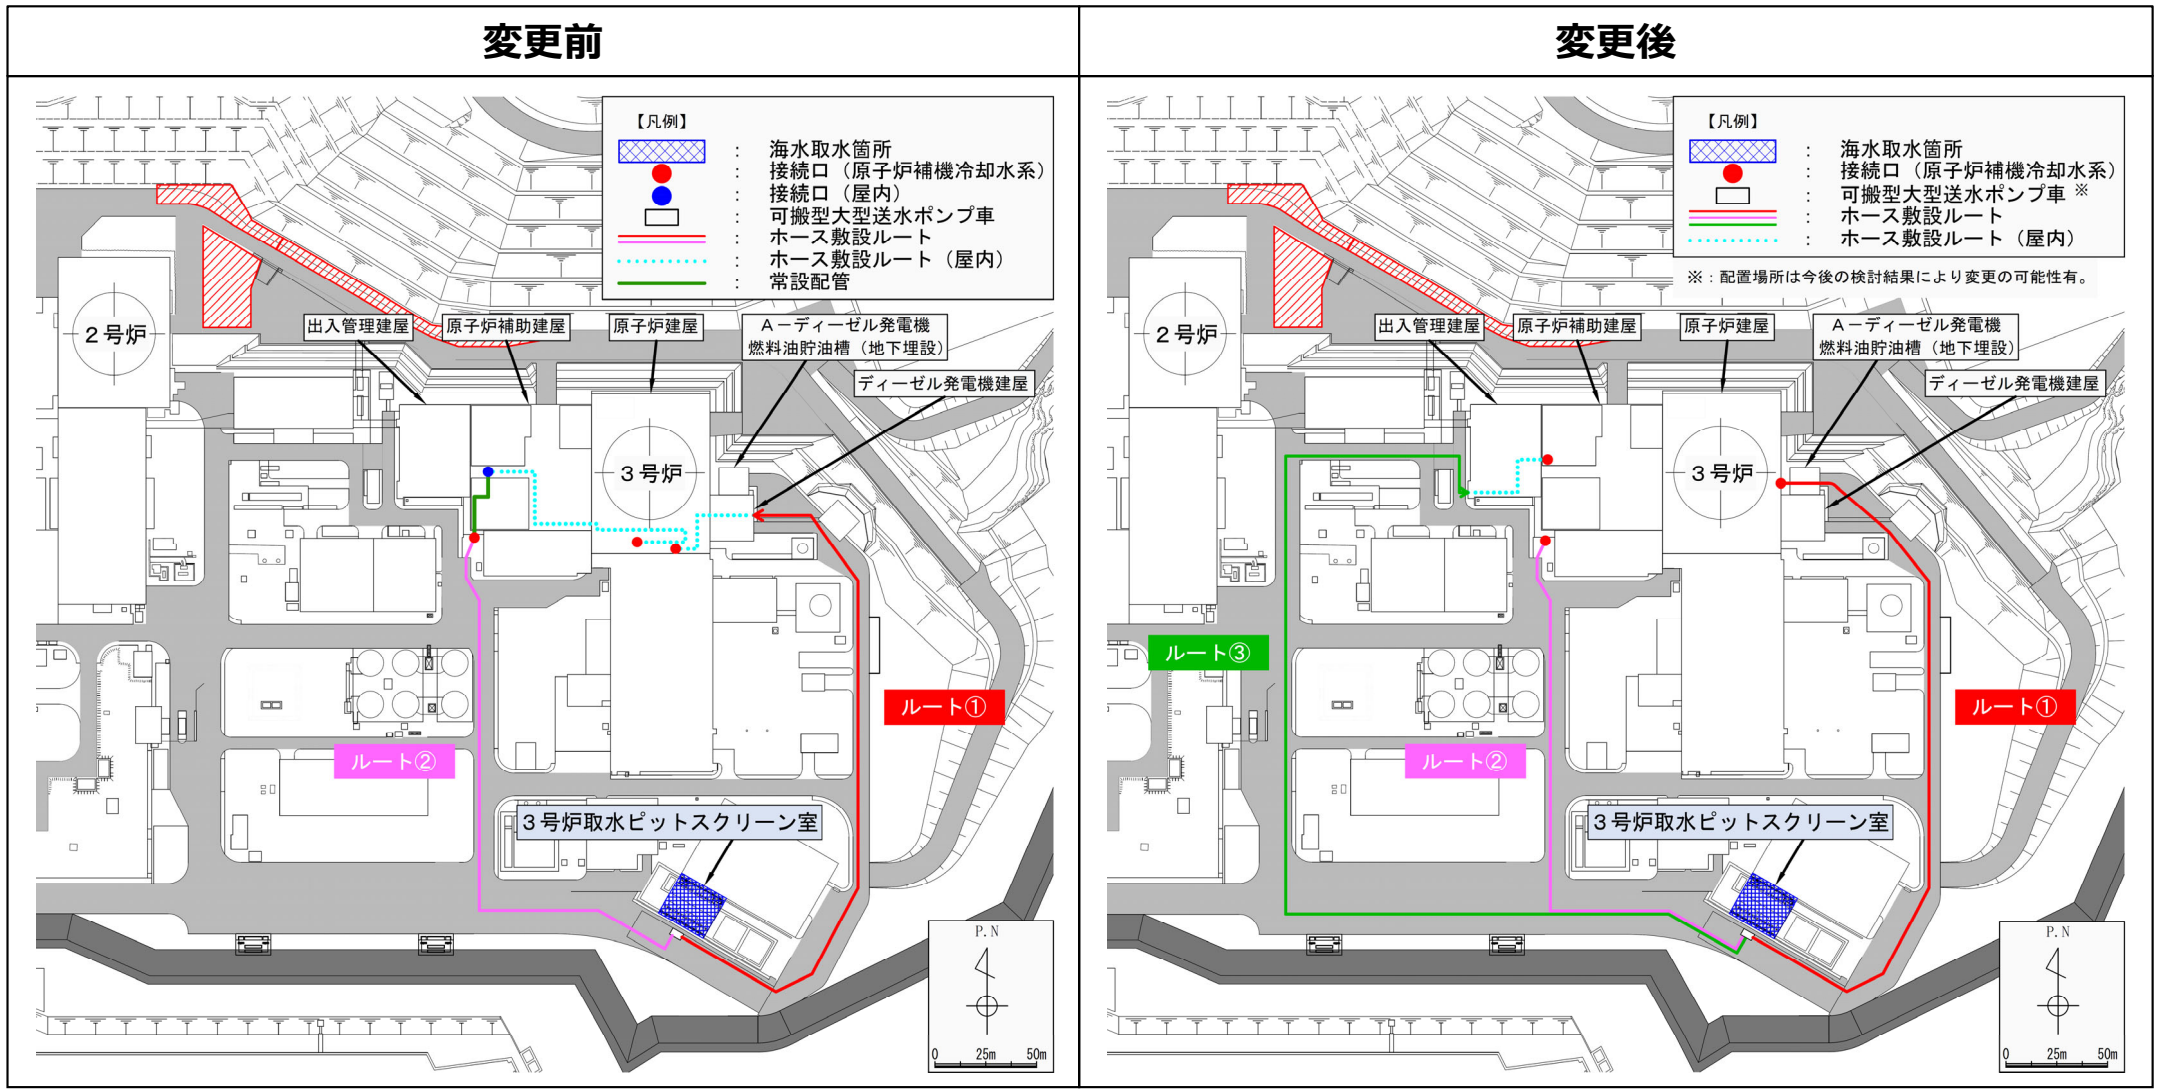 変更前
【凡例】
： 海水取水箇所
： 接続口（原子炉補機冷却水系）
： 接続口（屋内）
： 可搬型大型送水ポンプ車
： ホース敷設ルート
： ホース敷設ルート（屋内）
： 常設配管
2号炉
出入管理建屋
原子炉補助建屋
原子炉建屋
A－ディーゼル発電機
燃料油貯油槽（地下埋設）
ディーゼル発電機建屋
3号炉
ルート①
ルート②
3号炉取水ピットスクリーン室
P.N
0 25m 50m
変更後
【凡例】
： 海水取水箇所
： 接続口（原子炉補機冷却水系）
： 可搬型大型送水ポンプ車 ※
： ホース敷設ルート
： ホース敷設ルート（屋内）
※：配置場所は今後の検討結果により変更の可能性有。
2号炉
出入管理建屋
原子炉補助建屋
原子炉建屋
A－ディーゼル発電機
燃料油貯油槽（地下埋設）
ディーゼル発電機建屋
3号炉
ルート③
ルート①
ルート②
3号炉取水ピットスクリーン室
P.N
0 25m 50m